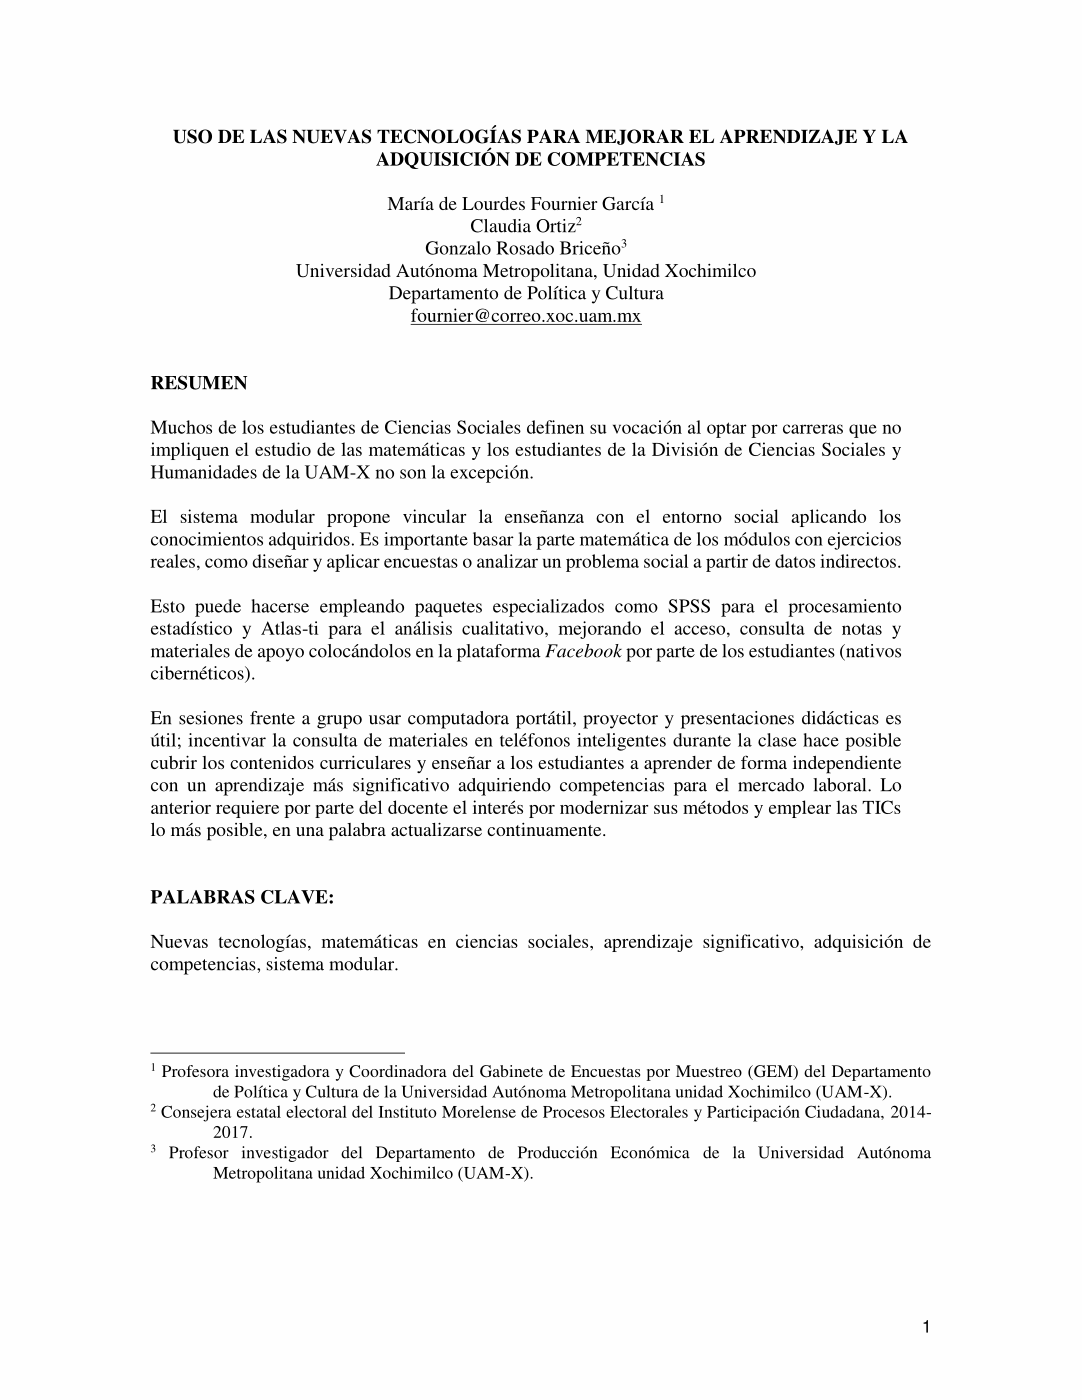 USO DE LAS NUEVAS TECNOLOGÍAS PARA MEJORAR EL APRENDIZAJE Y LA
ADQUISICIÓN DE COMPETENCIAS
María de Lourdes Fournier García ¹
Claudia Ortiz²
Gonzalo Rosado Briceño³
Universidad Autónoma Metropolitana, Unidad Xochimilco
Departamento de Política y Cultura
fournier@correo.xoc.uam.mx
RESUMEN
Muchos de los estudiantes de Ciencias Sociales definen su vocación al optar por carreras que no
impliquen el estudio de las matemáticas y los estudiantes de la División de Ciencias Sociales y
Humanidades de la UAM-X no son la excepción.
El sistema modular propone vincular la enseñanza con el entorno social aplicando los
conocimientos adquiridos. Es importante basar la parte matemática de los módulos con ejercicios
reales, como diseñar y aplicar encuestas o analizar un problema social a partir de datos indirectos.
Esto puede hacerse empleando paquetes especializados como SPSS para el procesamiento
estadístico y Atlas-ti para el análisis cualitativo, mejorando el acceso, consulta de notas y
materiales de apoyo colocándolos en la plataforma Facebook por parte de los estudiantes (nativos
cibernéticos).
En sesiones frente a grupo usar computadora portátil, proyector y presentaciones didácticas es
útil; incentivar la consulta de materiales en teléfonos inteligentes durante la clase hace posible
cubrir los contenidos curriculares y enseñar a los estudiantes a aprender de forma independiente
con un aprendizaje más significativo adquiriendo competencias para el mercado laboral. Lo
anterior requiere por parte del docente el interés por modernizar sus métodos y emplear las TICs
lo más posible, en una palabra actualizarse continuamente.
PALABRAS CLAVE:
Nuevas tecnologías, matemáticas en ciencias sociales, aprendizaje significativo, adquisición de
competencias, sistema modular.
¹ Profesora investigadora y Coordinadora del Gabinete de Encuestas por Muestreo (GEM) del Departamento
de Política y Cultura de la Universidad Autónoma Metropolitana unidad Xochimilco (UAM-X).
² Consejera estatal electoral del Instituto Morelense de Procesos Electorales y Participación Ciudadana, 2014-
2017.
³ Profesor investigador del Departamento de Producción Económica de la Universidad Autónoma
Metropolitana unidad Xochimilco (UAM-X).
1